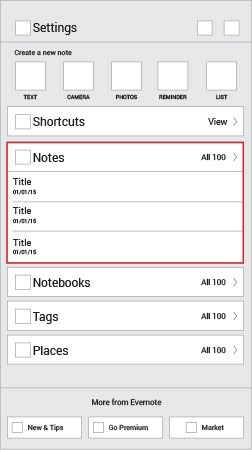 Settings
Create a new note
TEXT CAMERA PHOTOS REMINDER LIST
Shortcuts View
Notes All 100
Title
01/01/15
Title
01/01/15
Title
01/01/15
Notebooks All 100
Tags All 100
Places All 100
More from Evernote
New & Tips Go Premium Market